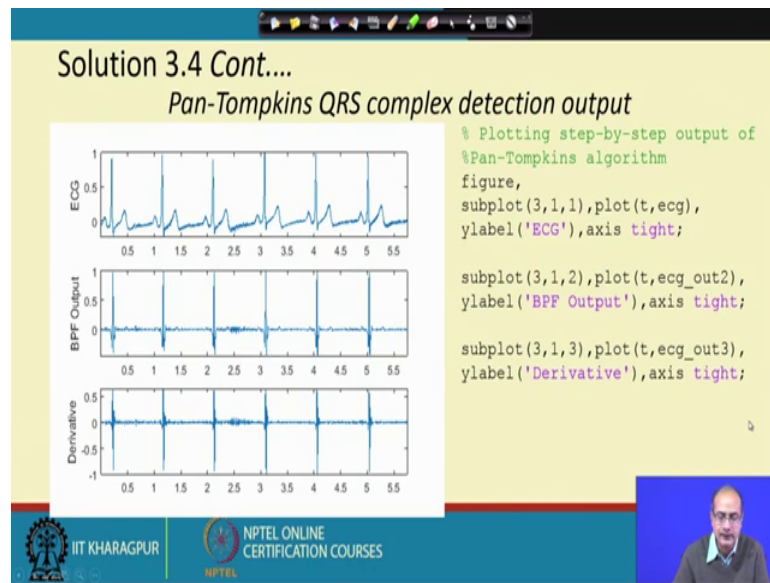 Solution 3.4 Cont....
Pan-Tompkins QRS complex detection output
ECG
1
0.5
0
0.5 1 1.5 2 2.5 3 3.5 4 4.5 5 5.5
BPF Output
1
0.5
0
0.5 1 1.5 2 2.5 3 3.5 4 4.5 5 5.5
Derivative
0.5
0
-0.5
-1
0.5 1 1.5 2 2.5 3 3.5 4 4.5 5 5.5
% Plotting step-by-step output of
%Pan-Tompkins algorithm
figure,
subplot(3,1,1),plot(t,ecg),
ylabel('ECG'),axis tight;
subplot(3,1,2),plot(t,ecg_out2),
ylabel('BPF Output'),axis tight;
subplot(3,1,3),plot(t,ecg_out3),
ylabel('Derivative'),axis tight;
IIT KHARAGPUR
NPTEL
NPTEL ONLINE
CERTIFICATION COURSES